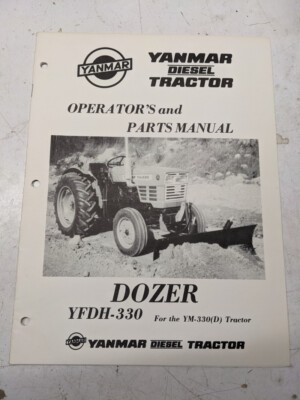 YANMAR
YANMAR
DIESEL
TRACTOR
OPERATOR'S and
PARTS MANUAL
DOZER
YFDH-330 For the YM-330(D) Tractor
YANMAR DIESEL TRACTOR